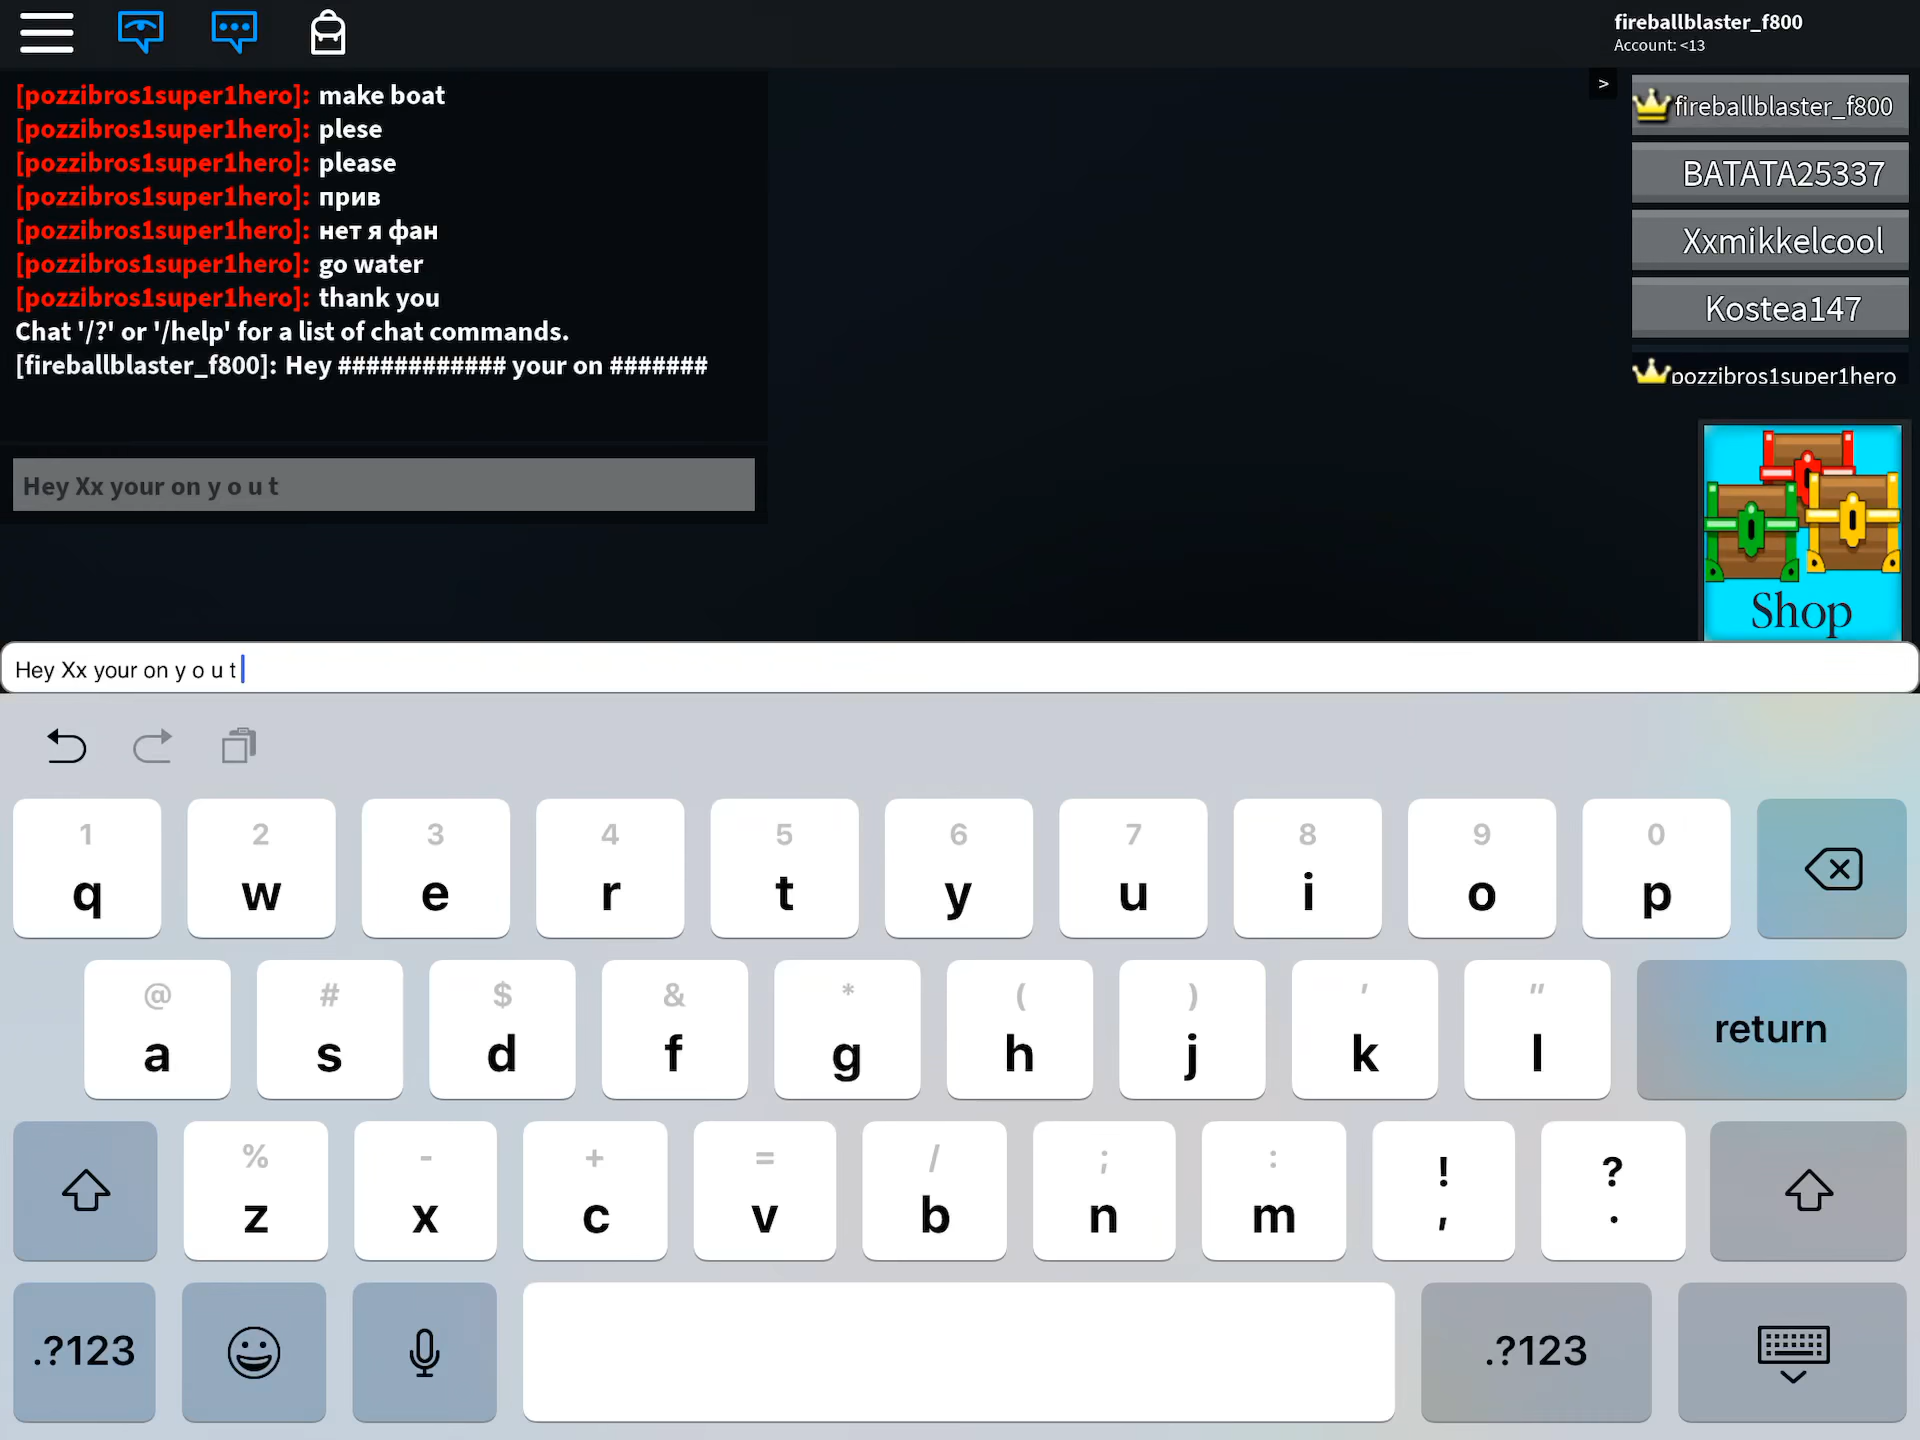 fireballblaster_f800
Account: <13
[pozzibros1super1hero]: make boat
[pozzibros1super1hero]: plese
[pozzibros1super1hero]: please
[pozzibros1super1hero]: прив
[pozzibros1super1hero]: нет я фан
[pozzibros1super1hero]: go water
[pozzibros1super1hero]: thank you
Chat '/?' or '/help' for a list of chat commands.
[fireballblaster_f800]: Hey ############ your on #######
Hey Xx your on y o u t
>
fireballblaster_f800
BATATA25337
Xxmikkelcool
Kostea147
pozzibros1super1hero
Shop
Hey Xx your on y o u t
1 2 3 4 5 6 7 8 9 0
q w e r t y u i o p
@ # $ & * ( ) ' "
a s d f g h j k l return
% - + = / ; : ! ?
z x c v b n m , .
.?123 .?123